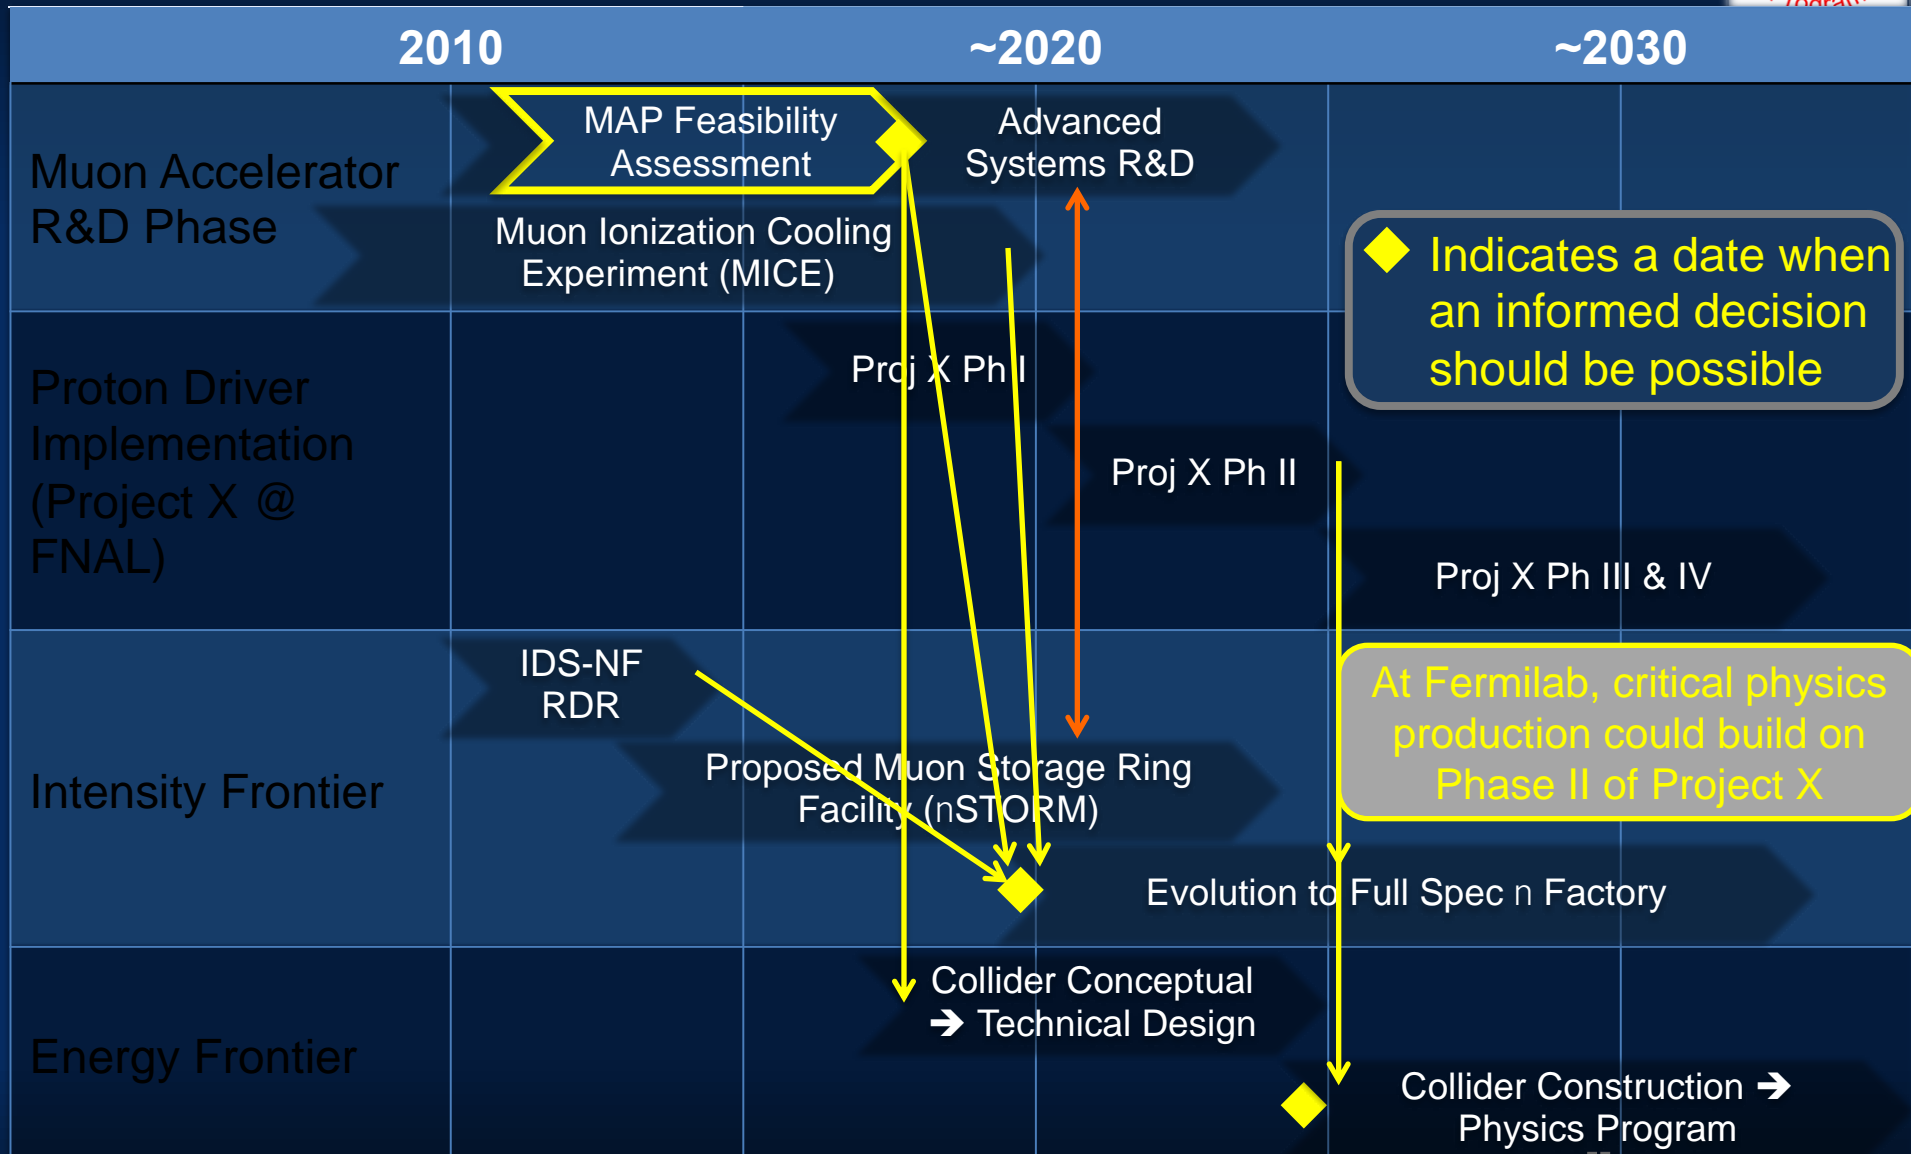 2010 ~2020 ~2030
Muon Accelerator
R&D Phase
MAP Feasibility
Assessment
Advanced
Systems R&D
Muon Ionization Cooling
Experiment (MICE)
Indicates a date when
an informed decision
should be possible
Proton Driver
Implementation
(Project X @
FNAL)
Proj X Ph I
Proj X Ph II
Proj X Ph III & IV
Intensity Frontier
IDS-NF
RDR
Proposed Muon Storage Ring
Facility (nSTORM)
At Fermilab, critical physics
production could build on
Phase II of Project X
Evolution to Full Spec n Factory
Energy Frontier
Collider Conceptual
➔ Technical Design
Collider Construction ➔
Physics Program